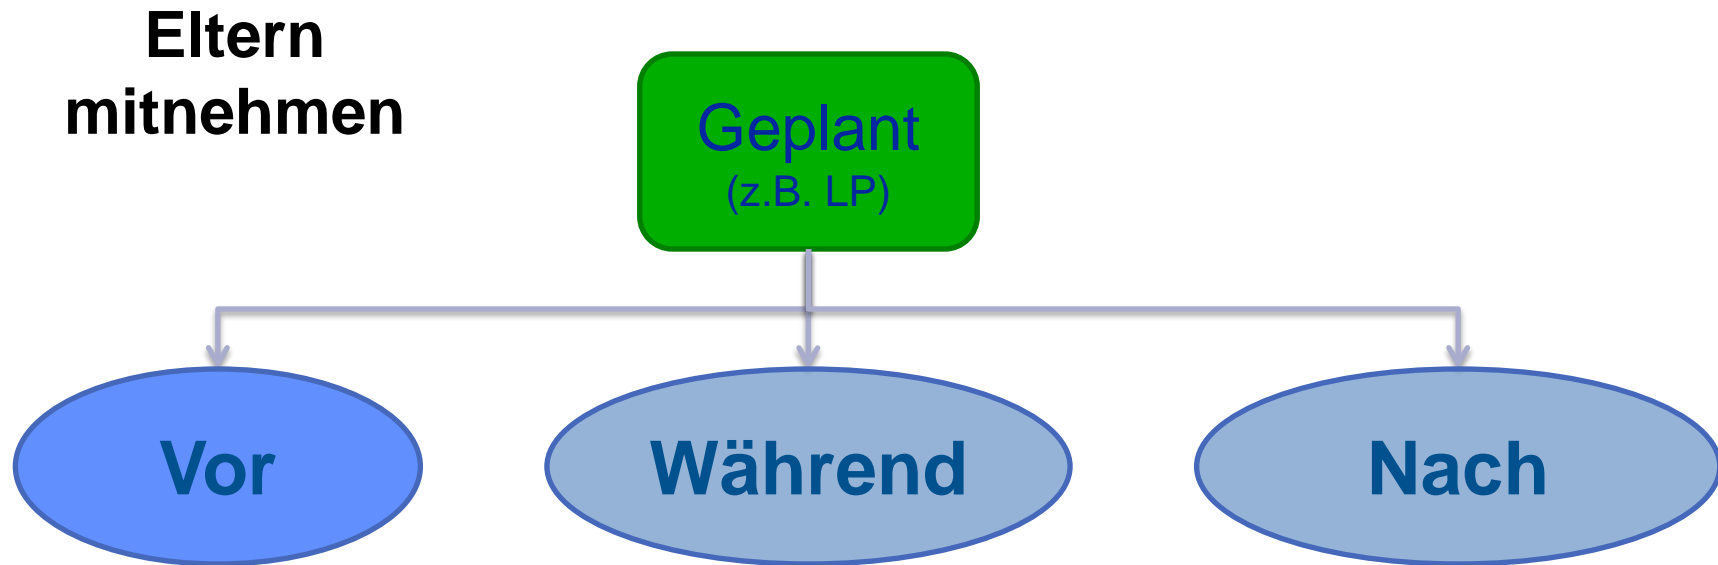 Eltern
mitnehmen
Geplant
(z.B. LP)
Vor
Während
Nach